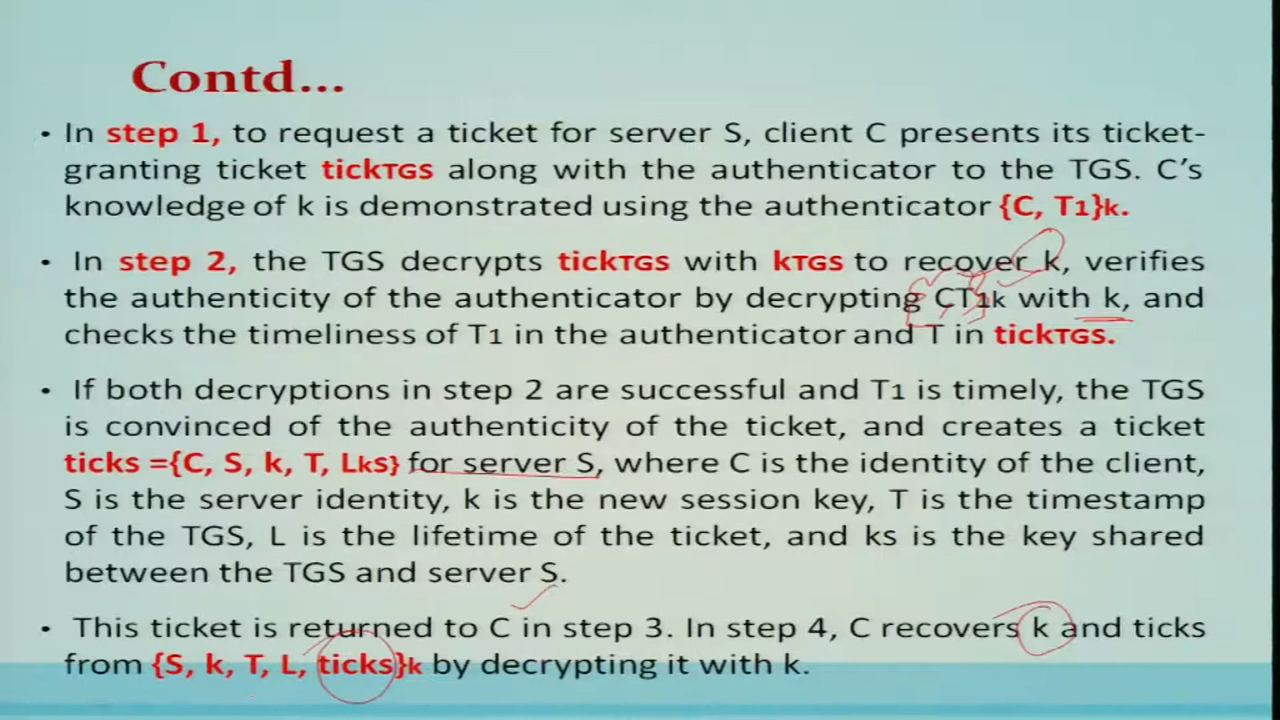 Contd...
• In step 1, to request a ticket for server S, client C presents its ticket-
granting ticket tickTGS along with the authenticator to the TGS. C’s
knowledge of k is demonstrated using the authenticator {C, T1}k.
• In step 2, the TGS decrypts tickTGS with kTGS to recover k, verifies
the authenticity of the authenticator by decrypting CT1k with k, and
checks the timeliness of T1 in the authenticator and T in tickTGS.
• If both decryptions in step 2 are successful and T1 is timely, the TGS
is convinced of the authenticity of the ticket, and creates a ticket
ticks ={C, S, k, T, Lks} for server S, where C is the identity of the client,
S is the server identity, k is the new session key, T is the timestamp
of the TGS, L is the lifetime of the ticket, and ks is the key shared
between the TGS and server S.
• This ticket is returned to C in step 3. In step 4, C recovers k and ticks
from {S, k, T, L, ticks}k by decrypting it with k.